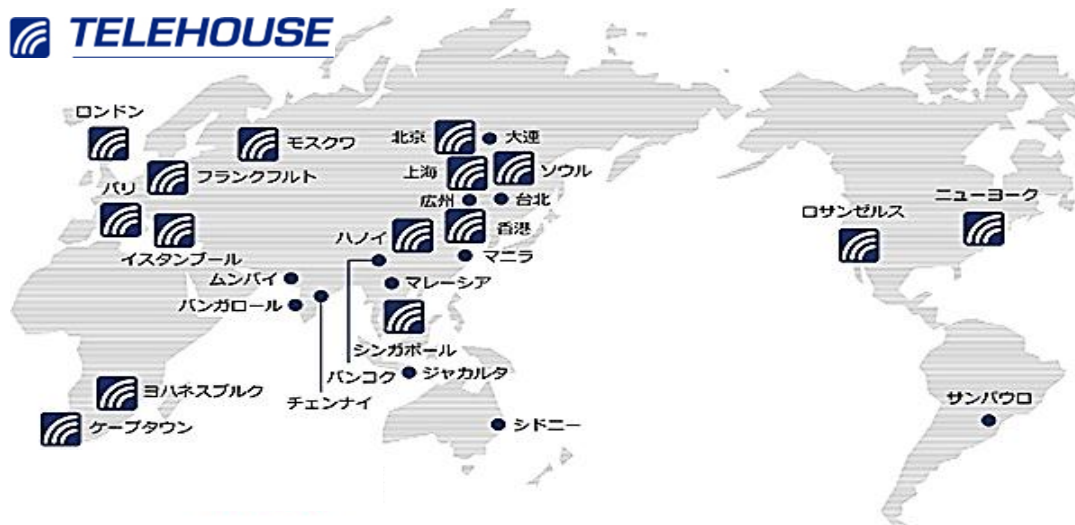 TELEHOUSE
ロンドン
モスクワ
北京
大連
フランクフルト
上海
ソウル
パリ
広州
台北
ニューヨーク
ロサンゼルス
ハノイ
香港
イスタンブール
マニラ
ムンバイ
マレーシア
バンガロール
シンガポール
バンコク
ジャカルタ
チェンナイ
ヨハネスブルク
サンパウロ
ケープタウン
シドニー